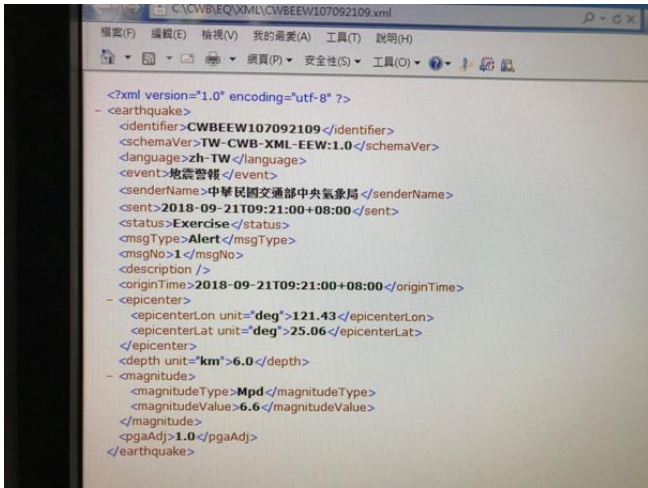 C:\CWB\EQ\XML\CWBEEW107092109.xml
檔案(F) 編輯(E) 檢視(V) 我的最愛(A) 工具(T) 說明(H)
網頁(P) 安全性(S) 工具(O)
<?xml version="1.0" encoding="utf-8" ?>
- <earthquake>
<identifier>CWBEEW107092109</identifier>
<schemaVer>TW-CWB-XML-EEW:1.0</schemaVer>
<language>zh-TW</language>
<event>地震警報</event>
<senderName>中華民國交通部中央氣象局</senderName>
<sent>2018-09-21T09:21:00+08:00</sent>
<status>Exercise</status>
<msgType>Alert</msgType>
<msgNo>1</msgNo>
<description />
<originTime>2018-09-21T09:21:00+08:00</originTime>
- <epicenter>
<epicenterLon unit="deg">121.43</epicenterLon>
<epicenterLat unit="deg">25.06</epicenterLat>
</epicenter>
<depth unit="km">6.0</depth>
- <magnitude>
<magnitudeType>Mpd</magnitudeType>
<magnitudeValue>6.6</magnitudeValue>
</magnitude>
<pgaAdj>1.0</pgaAdj>
</earthquake>